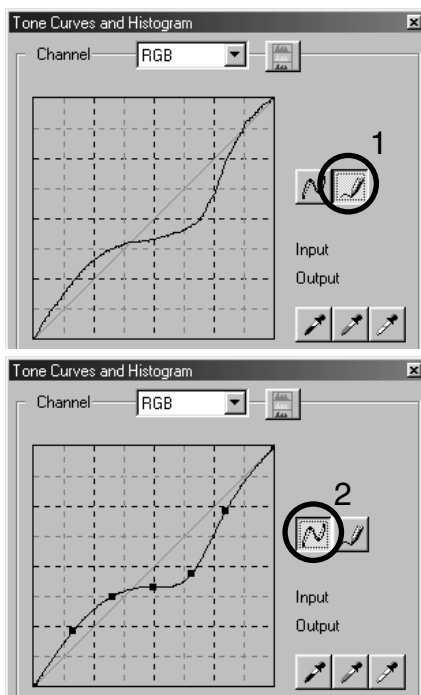 Tone Curves and Histogram
Channel RGB
1
Input
Output
Tone Curves and Histogram
Channel RGB
2
Input
Output